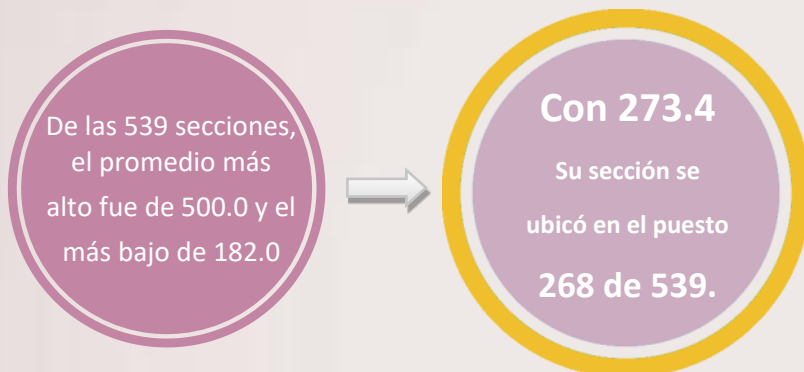 De las 539 secciones,
el promedio más
alto fue de 500.0 y el
más bajo de 182.0
Con 273.4
Su sección se
ubicó en el puesto
268 de 539.